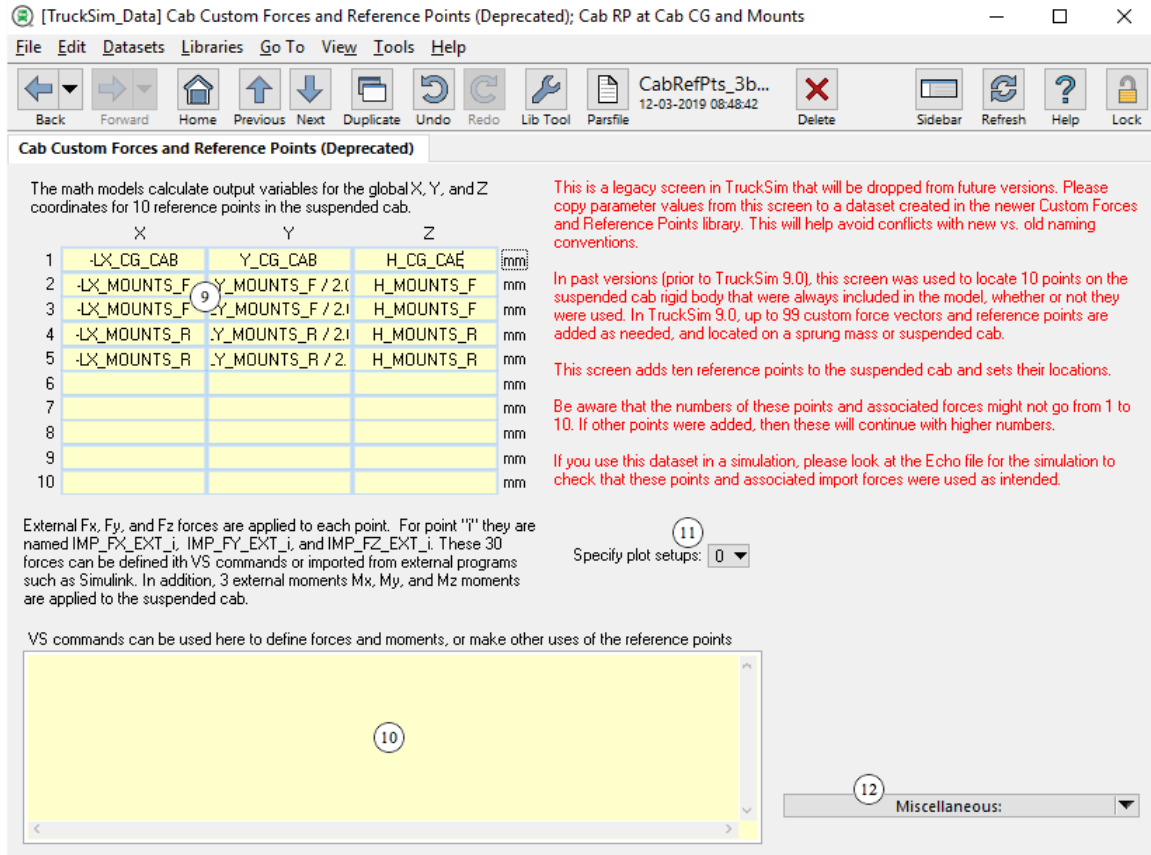 [TruckSim_Data] Cab Custom Forces and Reference Points (Deprecated); Cab RP at Cab CG and Mounts
File Edit Datasets Libraries Go To View Tools Help
CabRefPts_3b...
12-03-2019 08:48:42
Back Forward Home Previous Next Duplicate Undo Redo Lib Tool Parsfile Delete Sidebar Refresh Help Lock
Cab Custom Forces and Reference Points (Deprecated)
The math models calculate output variables for the global X, Y, and Z
coordinates for 10 reference points in the suspended cab.
X Y Z
1 -LX_CG_CAB Y_CG_CAB H_CG_CAB mm
2 -LX_MOUNTS_F Y_MOUNTS_F / 2.0 H_MOUNTS_F mm
3 -LX_MOUNTS_F LY_MOUNTS_F / 2.0 H_MOUNTS_F mm
4 -LX_MOUNTS_R LY_MOUNTS_R / 2.0 H_MOUNTS_R mm
5 -LX_MOUNTS_R LY_MOUNTS_R / 2. H_MOUNTS_R mm
6 mm
7 mm
8 mm
9 mm
10 mm
9
This is a legacy screen in TruckSim that will be dropped from future versions. Please
copy parameter values from this screen to a dataset created in the newer Custom Forces
and Reference Points library. This will help avoid conflicts with new vs. old naming
conventions.
In past versions (prior to TruckSim 9.0), this screen was used to locate 10 points on the
suspended cab rigid body that were always included in the model, whether or not they
were used. In TruckSim 9.0, up to 99 custom force vectors and reference points are
added as needed, and located on a sprung mass or suspended cab.
This screen adds ten reference points to the suspended cab and sets their locations.
Be aware that the numbers of these points and associated forces might not go from 1 to
10. If other points were added, then these will continue with higher numbers.
If you use this dataset in a simulation, please look at the Echo file for the simulation to
check that these points and associated import forces were used as intended.
External Fx, Fy, and Fz forces are applied to each point. For point "i" they are
named IMP_FX_EXT_i, IMP_FY_EXT_i, and IMP_FZ_EXT_i. These 30
forces can be defined ith VS commands or imported from external programs
such as Simulink. In addition, 3 external moments Mx, My, and Mz moments
are applied to the suspended cab.
11
Specify plot setups: 0
VS commands can be used here to define forces and moments, or make other uses of the reference points
10
12
Miscellaneous: